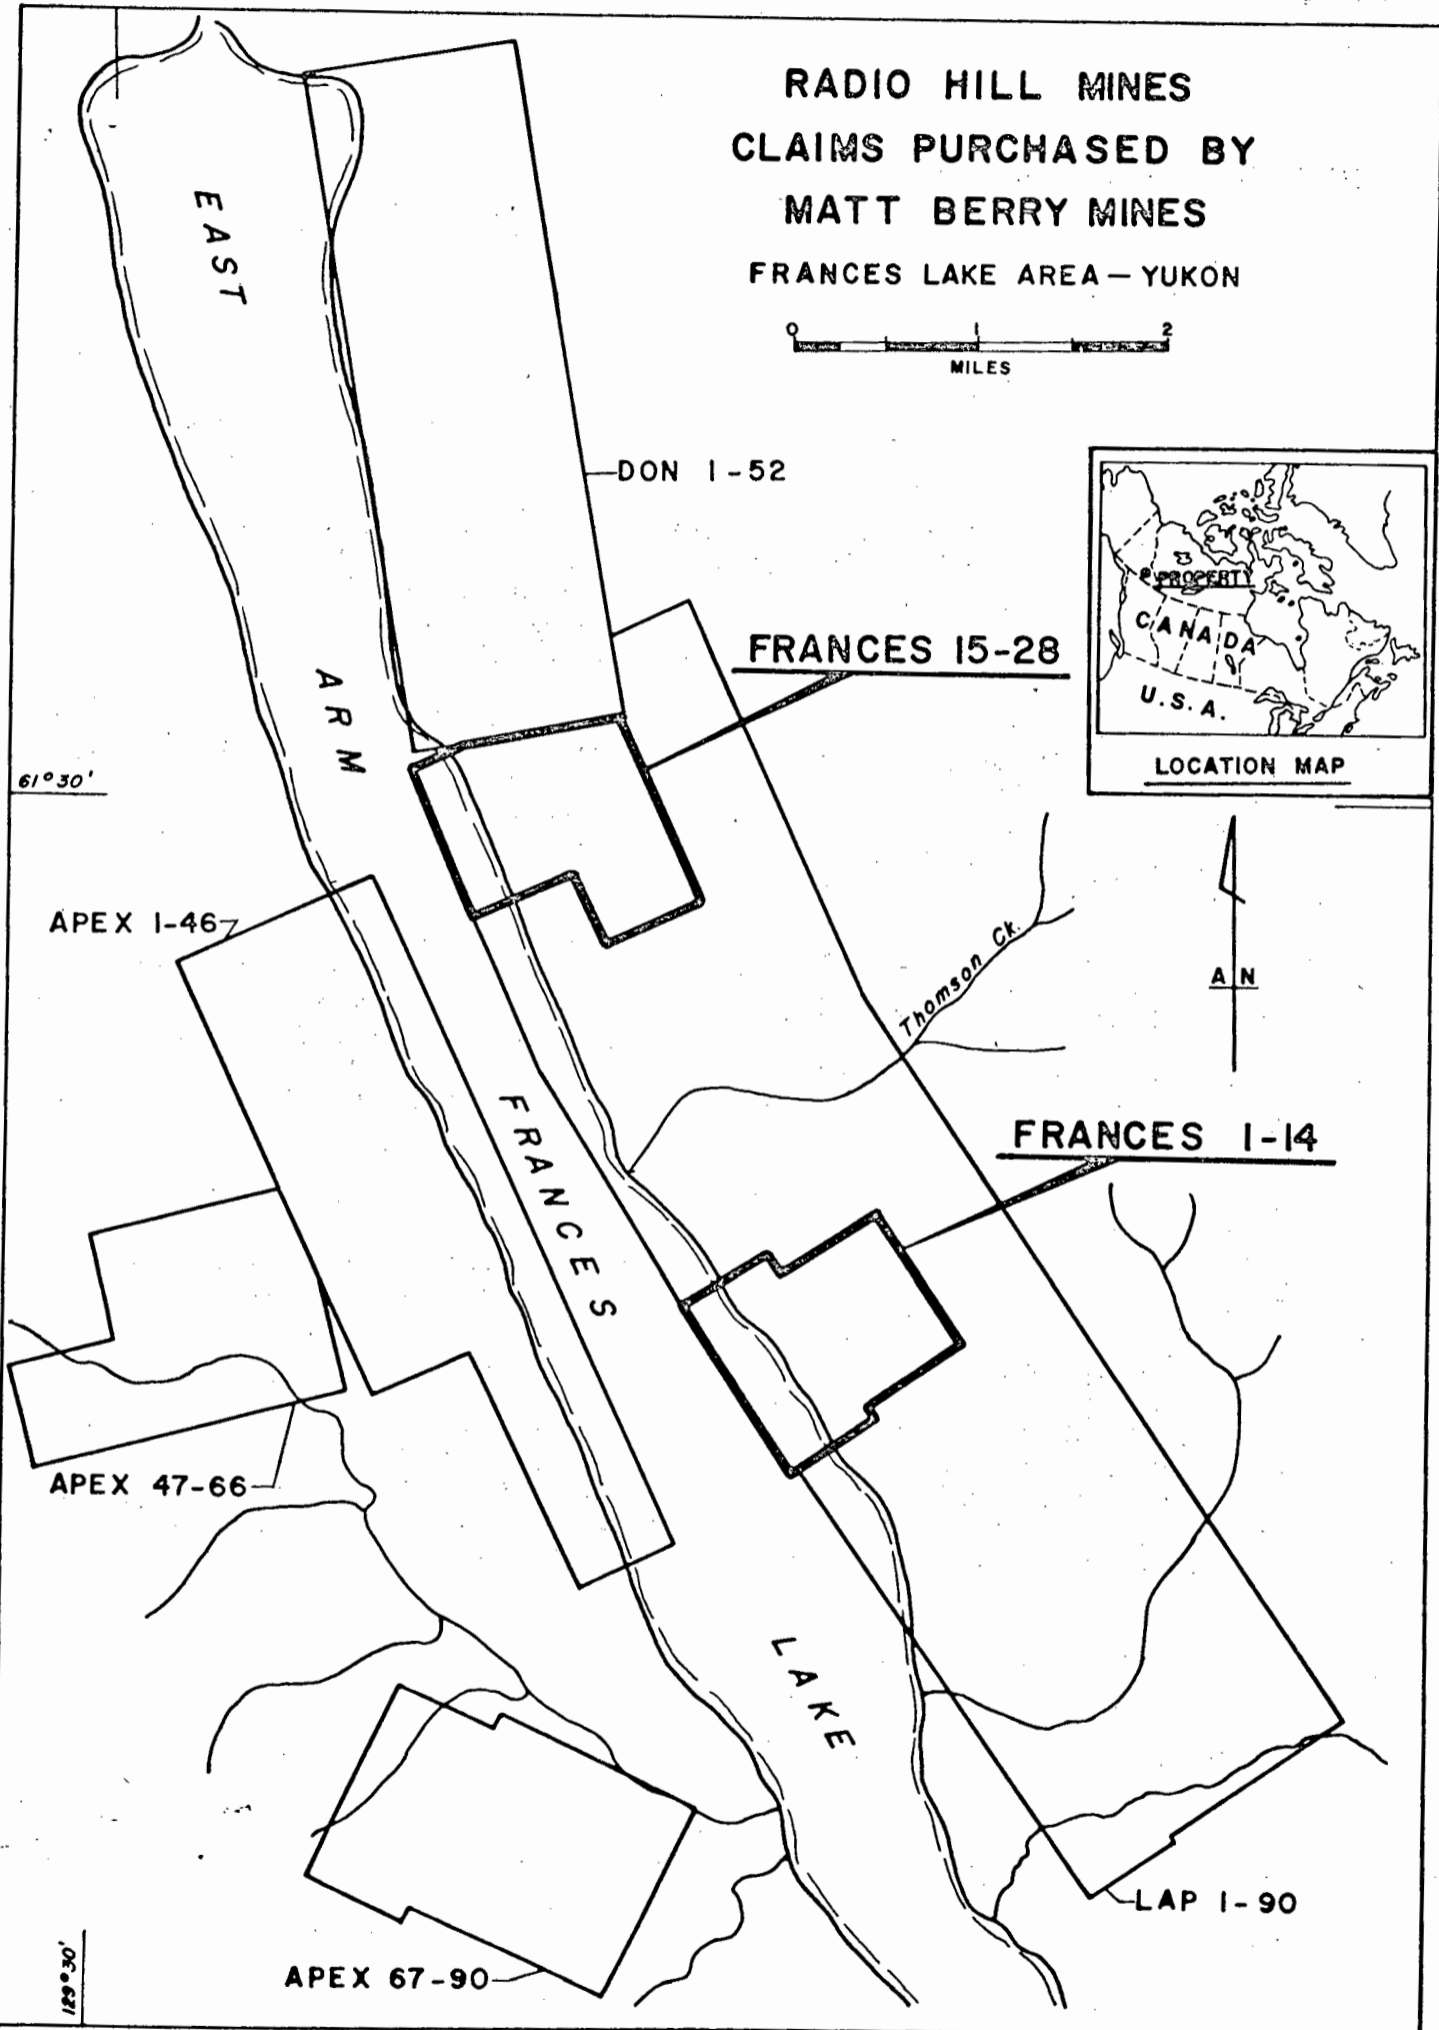 RADIO HILL MINES
CLAIMS PURCHASED BY
MATT BERRY MINES
FRANCES LAKE AREA — YUKON
0 1 2
MILES
EAST
ARM
FRANCES
LAKE
DON 1-52
PROPERTY
CANADA
U.S.A.
LOCATION MAP
FRANCES 15-28
61°30'
APEX 1-46
Thomson Ck.
A N
FRANCES 1-14
APEX 47-66
LAP 1-90
APEX 67-90
129°30'